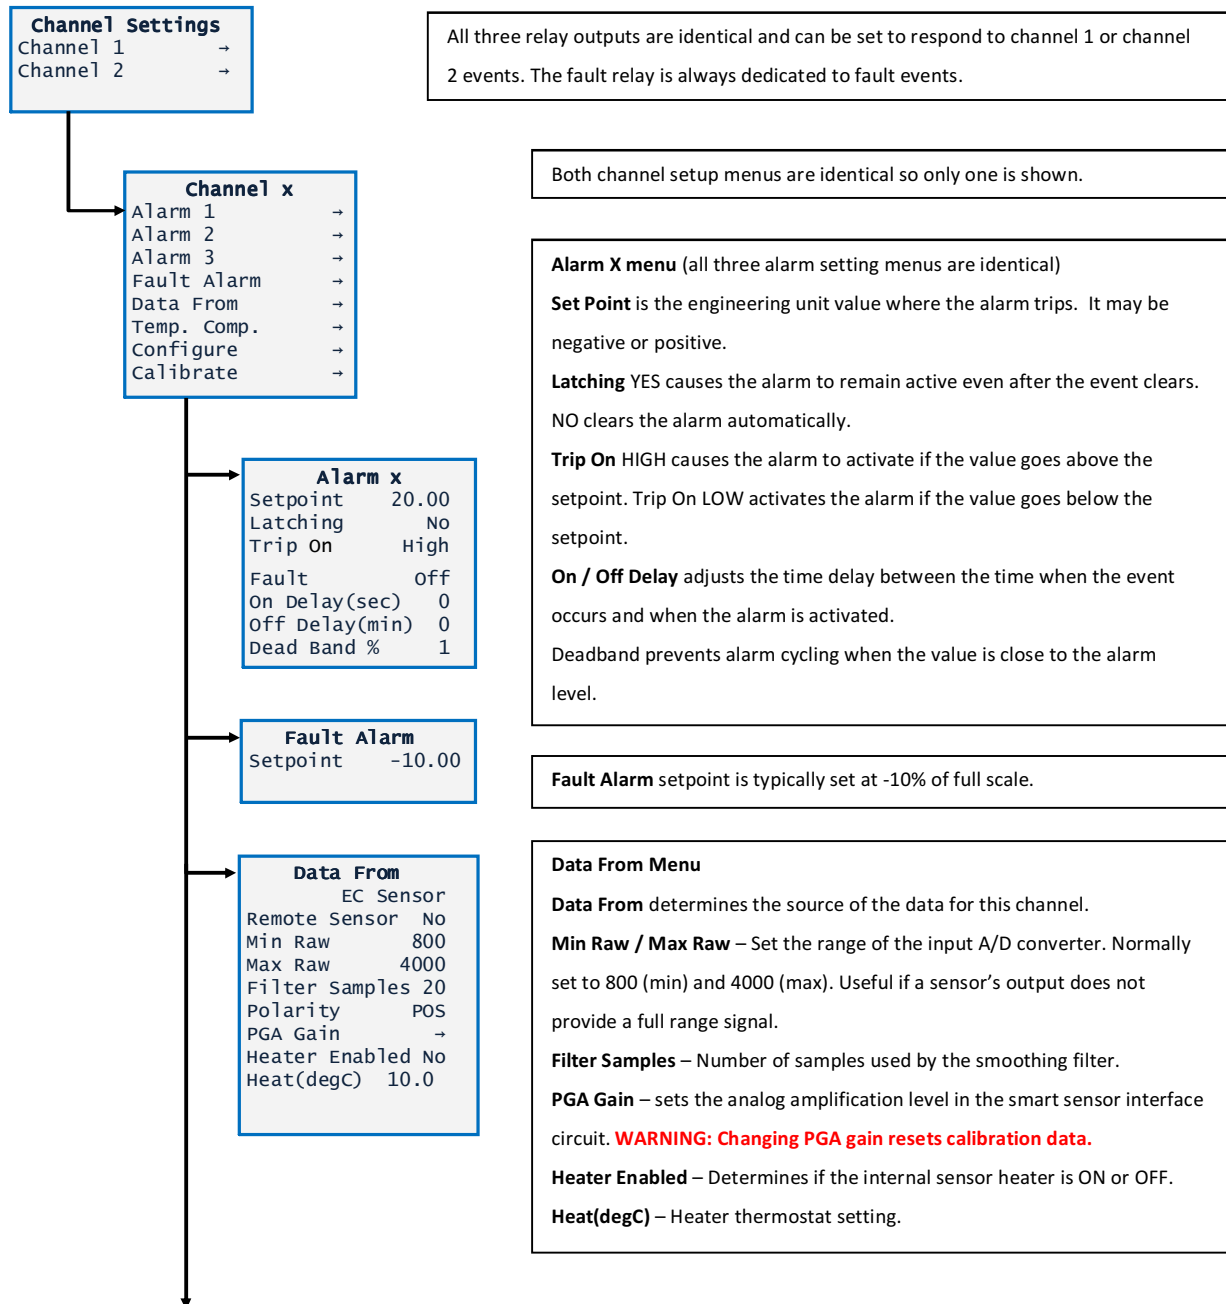 Channel Settings
Channel 1 →
Channel 2 →
All three relay outputs are identical and can be set to respond to channel 1 or channel
2 events. The fault relay is always dedicated to fault events.
Channel x
Alarm 1 →
Alarm 2 →
Alarm 3 →
Fault Alarm →
Data From →
Temp. Comp. →
Configure →
Calibrate →
Both channel setup menus are identical so only one is shown.
Alarm x
Setpoint 20.00
Latching No
Trip On High
Fault Off
On Delay(sec) 0
Off Delay(min) 0
Dead Band % 1
Alarm X menu (all three alarm setting menus are identical)
Set Point is the engineering unit value where the alarm trips.  It may be
negative or positive.
Latching YES causes the alarm to remain active even after the event clears.
NO clears the alarm automatically.
Trip On HIGH causes the alarm to activate if the value goes above the
setpoint. Trip On LOW activates the alarm if the value goes below the
setpoint.
On / Off Delay adjusts the time delay between the time when the event
occurs and when the alarm is activated.
Deadband prevents alarm cycling when the value is close to the alarm
level.
Fault Alarm
Setpoint -10.00
Fault Alarm setpoint is typically set at -10% of full scale.
Data From
EC Sensor
Remote Sensor No
Min Raw 800
Max Raw 4000
Filter Samples 20
Polarity POS
PGA Gain →
Heater Enabled No
Heat(degC) 10.0
Data From Menu
Data From determines the source of the data for this channel.
Min Raw / Max Raw – Set the range of the input A/D converter. Normally
set to 800 (min) and 4000 (max). Useful if a sensor’s output does not
provide a full range signal.
Filter Samples – Number of samples used by the smoothing filter.
PGA Gain – sets the analog amplification level in the smart sensor interface
circuit. WARNING: Changing PGA gain resets calibration data.
Heater Enabled – Determines if the internal sensor heater is ON or OFF.
Heat(degC) – Heater thermostat setting.